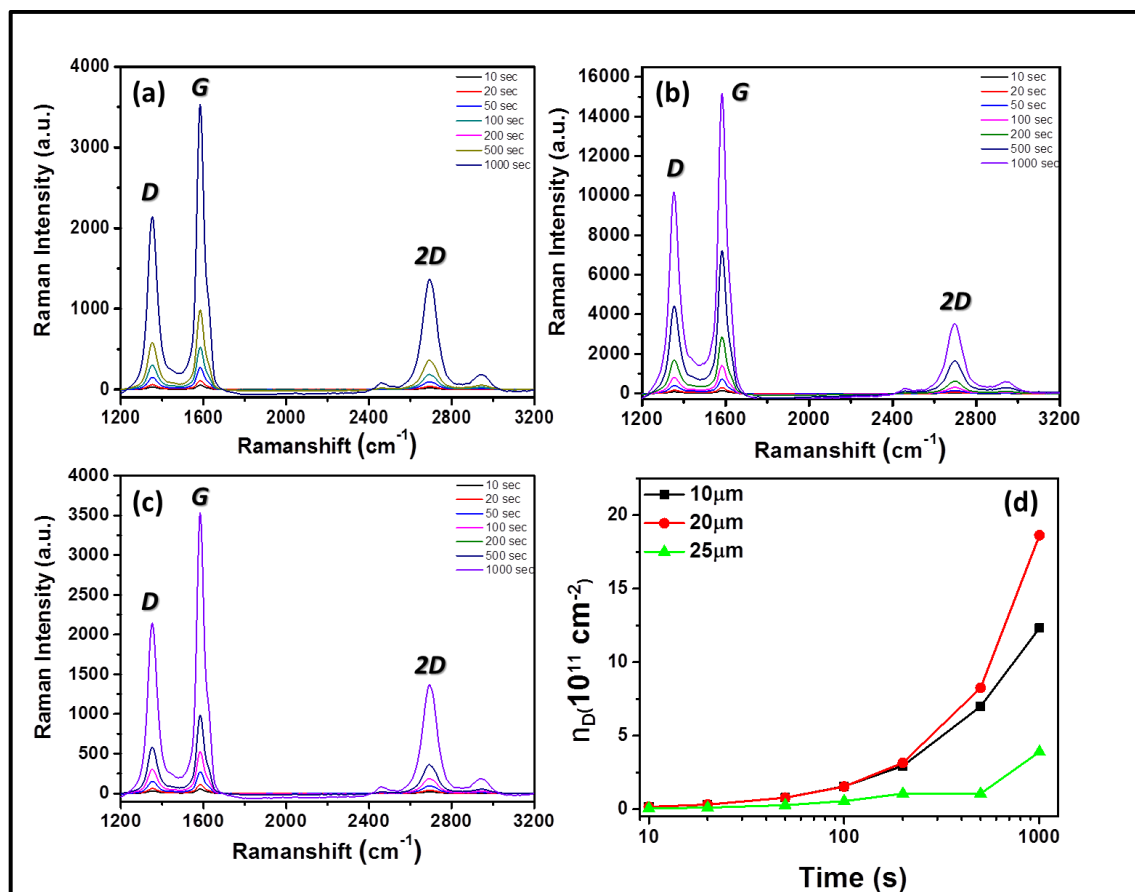 (a)
G
D
2D
10 sec
20 sec
50 sec
100 sec
200 sec
500 sec
1000 sec
4000
3000
2000
1000
0
1200 1600 2000 2400 2800 3200
Raman Intensity (a.u.)
Ramanshift (cm⁻¹)
(b)
G
D
2D
10 sec
20 sec
50 sec
100 sec
200 sec
500 sec
1000 sec
16000
14000
12000
10000
8000
6000
4000
2000
0
1200 1600 2000 2400 2800 3200
Raman Intensity (a.u.)
Ramanshift (cm⁻¹)
(c)
G
D
2D
10 sec
20 sec
50 sec
100 sec
200 sec
500 sec
1000 sec
4000
3500
3000
2500
2000
1500
1000
500
0
1200 1600 2000 2400 2800 3200
Raman Intensity (a.u.)
Ramanshift (cm⁻¹)
(d)
10μm
20μm
25μm
20
15
10
5
0
10 100 1000
n_D(10¹¹ cm⁻²)
Time (s)